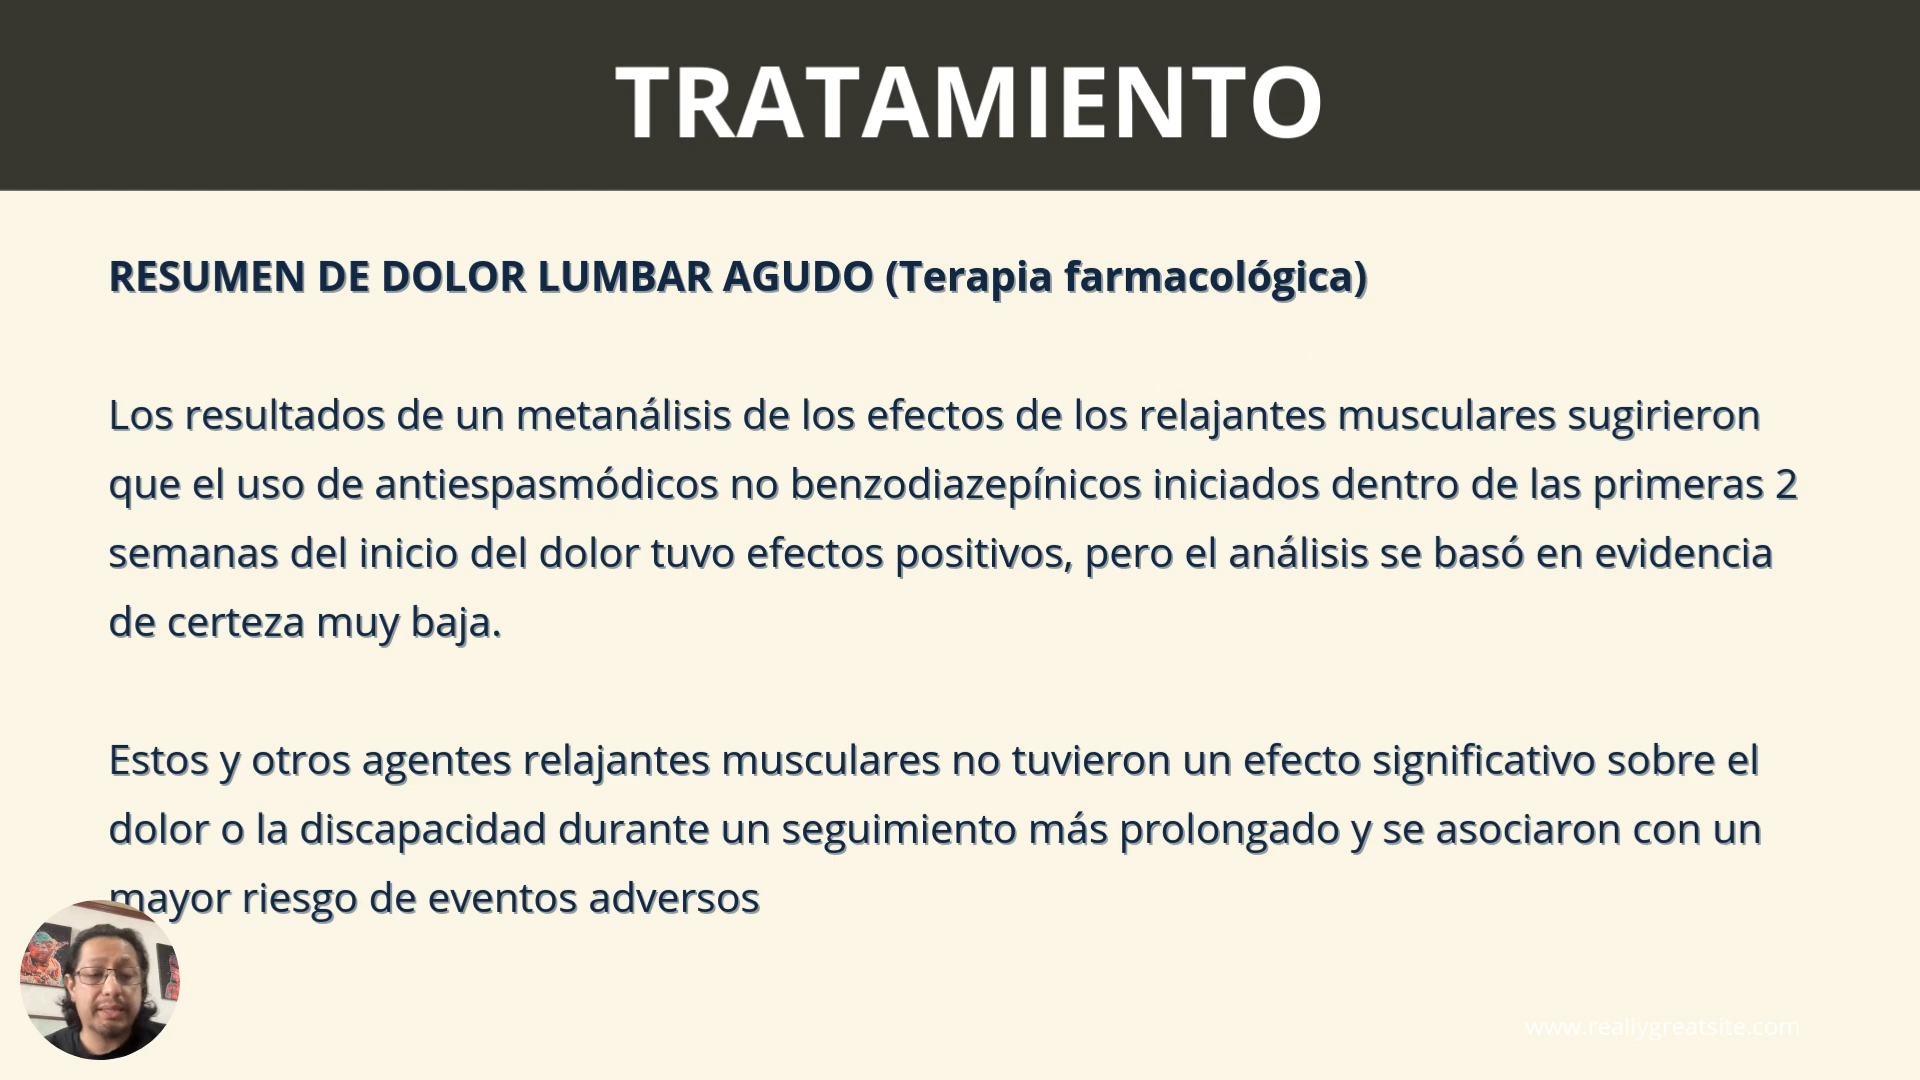 TRATAMIENTO
RESUMEN DE DOLOR LUMBAR AGUDO (Terapia farmacológica)
Los resultados de un metanálisis de los efectos de los relajantes musculares sugirieron
que el uso de antiespasmódicos no benzodiazepínicos iniciados dentro de las primeras 2
semanas del inicio del dolor tuvo efectos positivos, pero el análisis se basó en evidencia
de certeza muy baja.
Estos y otros agentes relajantes musculares no tuvieron un efecto significativo sobre el
dolor o la discapacidad durante un seguimiento más prolongado y se asociaron con un
mayor riesgo de eventos adversos
www.reallygreatsite.com